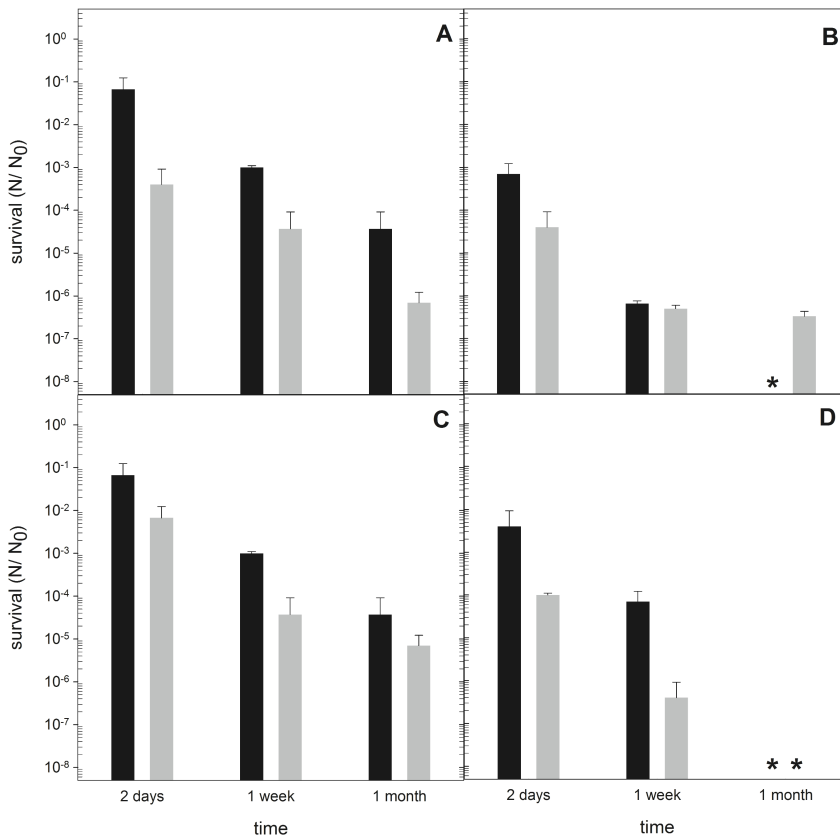 A
B
10⁰
10⁻¹
10⁻²
10⁻³
10⁻⁴
10⁻⁵
10⁻⁶
10⁻⁷
10⁻⁸
survival (N/ N₀)
*
C
D
10⁰
10⁻¹
10⁻²
10⁻³
10⁻⁴
10⁻⁵
10⁻⁶
10⁻⁷
10⁻⁸
survival (N/ N₀)
* *
2 days 1 week 1 month
2 days 1 week 1 month
time
time